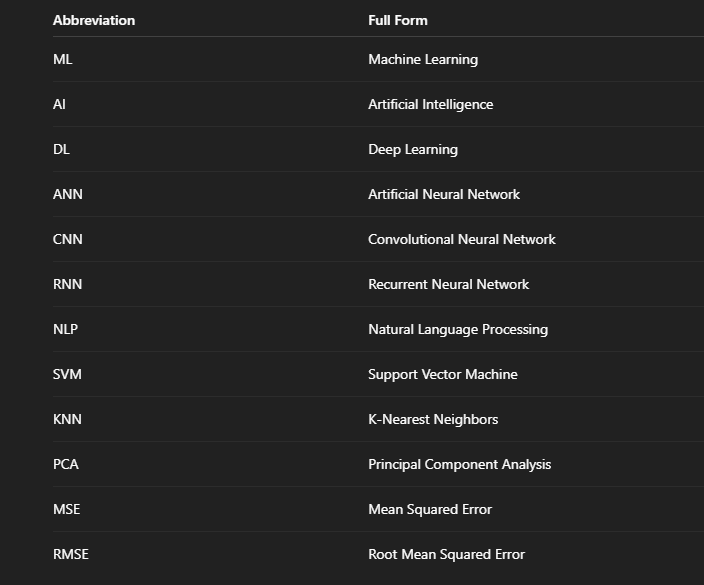 Abbreviation Full Form
ML Machine Learning
AI Artificial Intelligence
DL Deep Learning
ANN Artificial Neural Network
CNN Convolutional Neural Network
RNN Recurrent Neural Network
NLP Natural Language Processing
SVM Support Vector Machine
KNN K-Nearest Neighbors
PCA Principal Component Analysis
MSE Mean Squared Error
RMSE Root Mean Squared Error